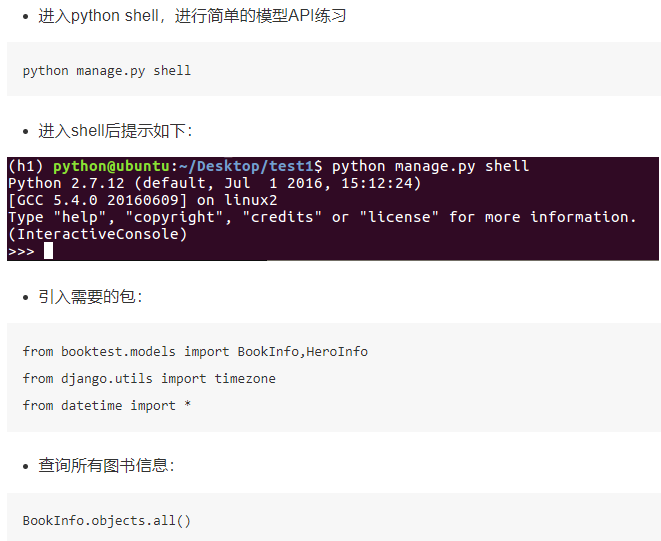 进入python shell，进行简单的模型API练习
python manage.py shell
进入shell后提示如下：
(h1) python@ubuntu:~/Desktop/test1$ python manage.py shell
Python 2.7.12 (default, Jul  1 2016, 15:12:24)
[GCC 5.4.0 20160609] on linux2
Type "help", "copyright", "credits" or "license" for more information.
(InteractiveConsole)
>>>
引入需要的包：
from booktest.models import BookInfo,HeroInfo
from django.utils import timezone
from datetime import *
查询所有图书信息：
BookInfo.objects.all()